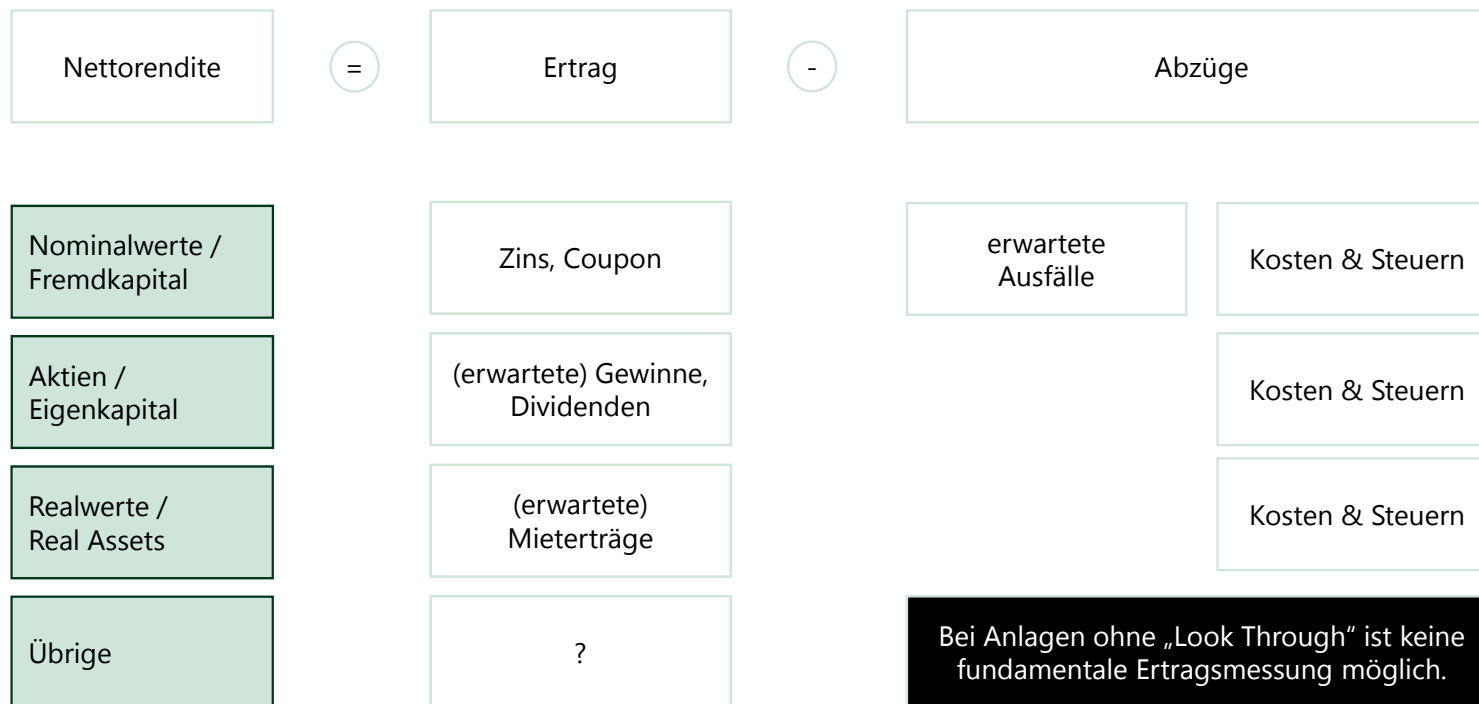 Nettorendite
=
Ertrag
-
Abzüge
Nominalwerte /
Fremdkapital
Zins, Coupon
erwartete
Ausfälle
Kosten & Steuern
Aktien /
Eigenkapital
(erwartete) Gewinne,
Dividenden
Kosten & Steuern
Realwerte /
Real Assets
(erwartete)
Mieterträge
Kosten & Steuern
Übrige
?
Bei Anlagen ohne „Look Through“ ist keine
fundamentale Ertragsmessung möglich.